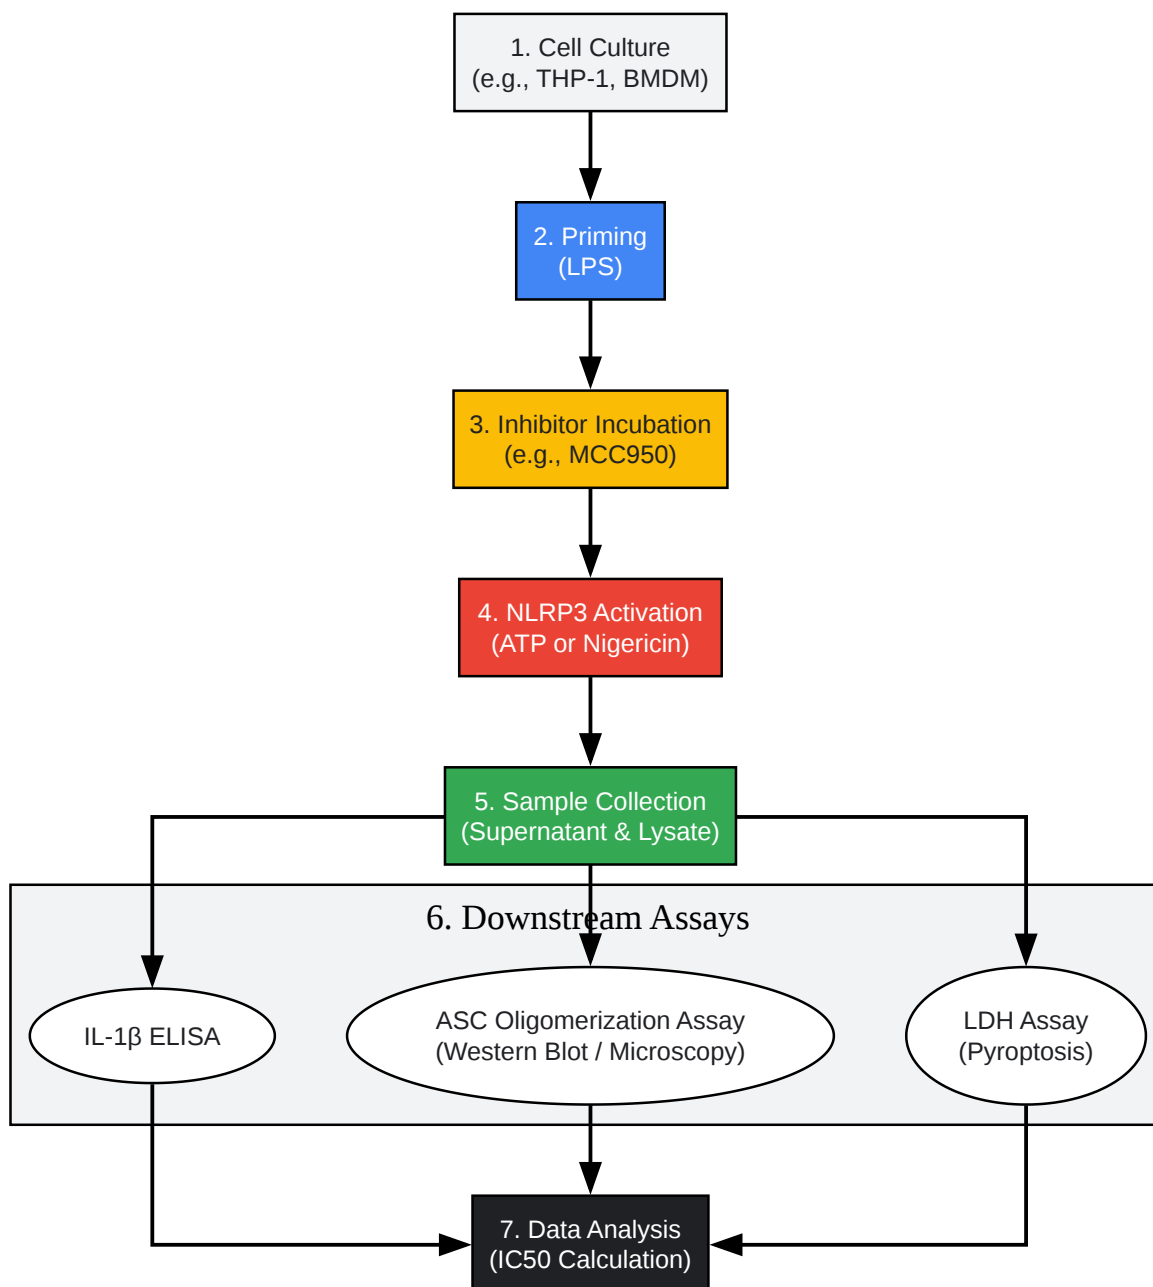 1. Cell Culture
(e.g., THP-1, BMDM)
2. Priming
(LPS)
3. Inhibitor Incubation
(e.g., MCC950)
4. NLRP3 Activation
(ATP or Nigericin)
5. Sample Collection
(Supernatant & Lysate)
6. Downstream Assays
IL-1β ELISA
ASC Oligomerization Assay
(Western Blot / Microscopy)
LDH Assay
(Pyroptosis)
7. Data Analysis
(IC50 Calculation)